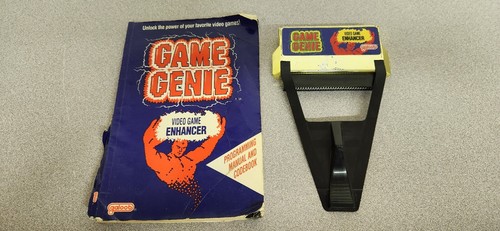 Unlock the power of your favorite video games!
GAME
GENIE
VIDEO GAME
ENHANCER
PROGRAMMING
MANUAL AND
CODEBOOK
galoob
GAME
GENIE
VIDEO GAME
ENHANCER
galoob